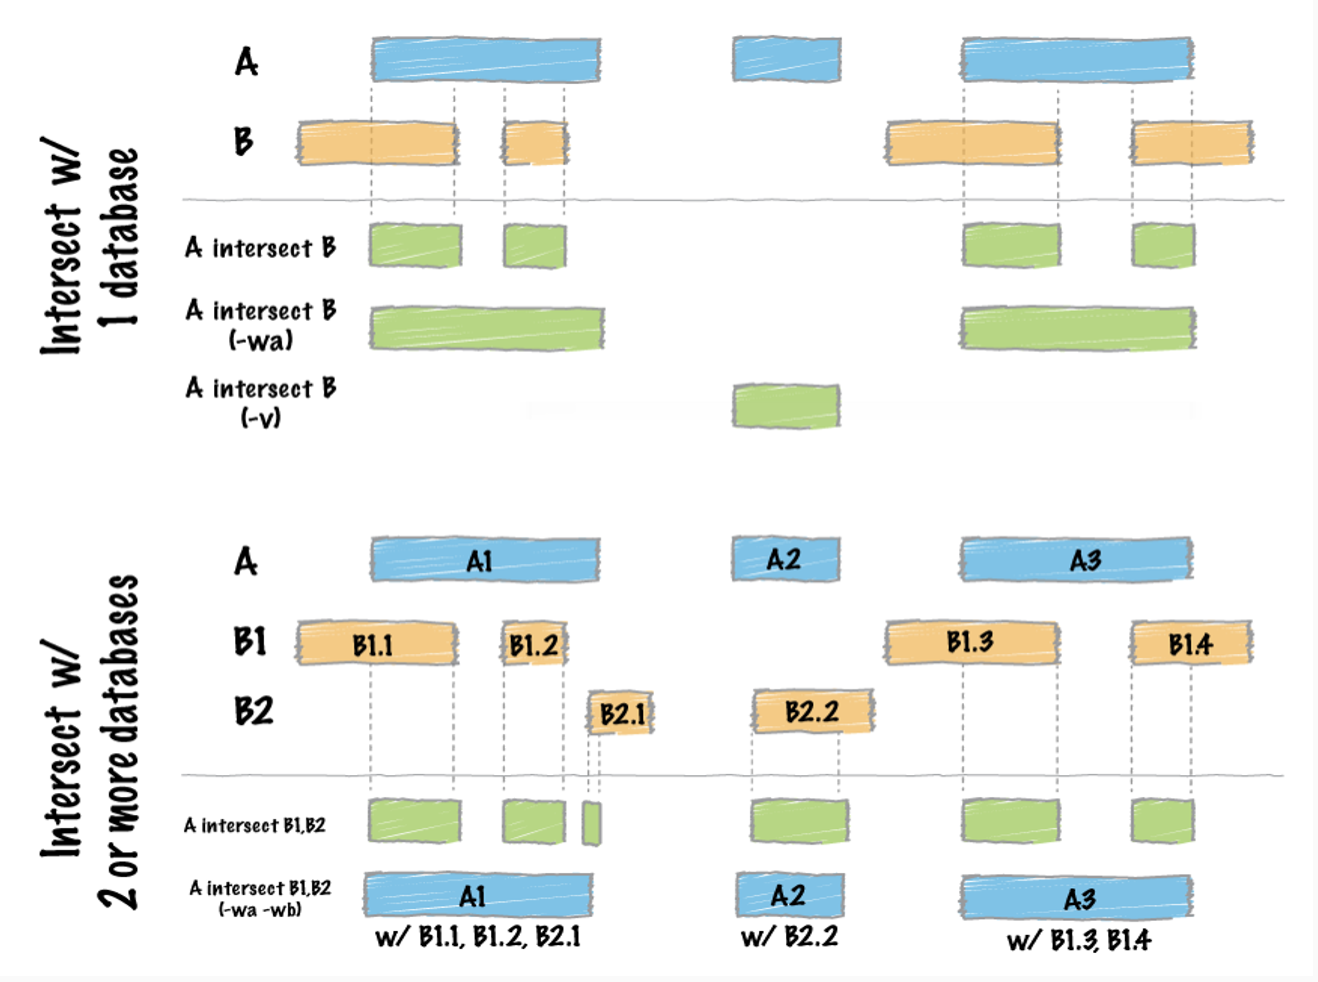 Intersect w/
1 database
A
B
A intersect B
A intersect B
(-wa)
A intersect B
(-v)
Intersect w/
2 or more databases
A
A1
A2
A3
B1
B1.1
B1.2
B1.3
B1.4
B2
B2.1
B2.2
A intersect B1,B2
A intersect B1,B2
(-wa -wb)
A1
A2
A3
w/ B1.1, B1.2, B2.1
w/ B2.2
w/ B1.3, B1.4